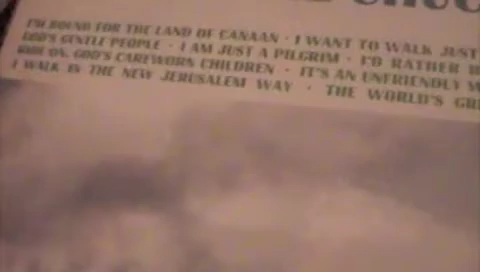 I'M BOUND FOR THE LAND OF CANAAN · I WANT TO WALK JUST
GOD'S GENTLE PEOPLE · I AM JUST A PILGRIM · I'D RATHER
RIDE ON, GOD'S CAREWORN CHILDREN · IT'S AN UNFRIENDLY
I WALK IN THE NEW JERUSALEM WAY · THE WORLD'S